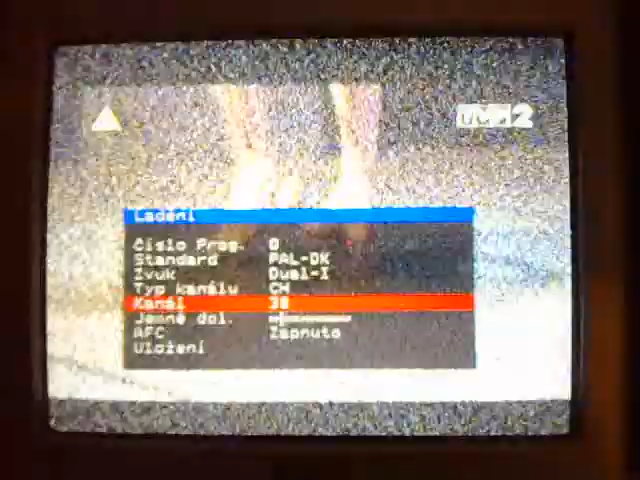 Ladění
Číslo Prog. 0
Standard PAL-DK
Zvuk Dual-I
Typ kanálu CH
Kanál 38
Jemné dol.
AFC Zapnuto
Uložení